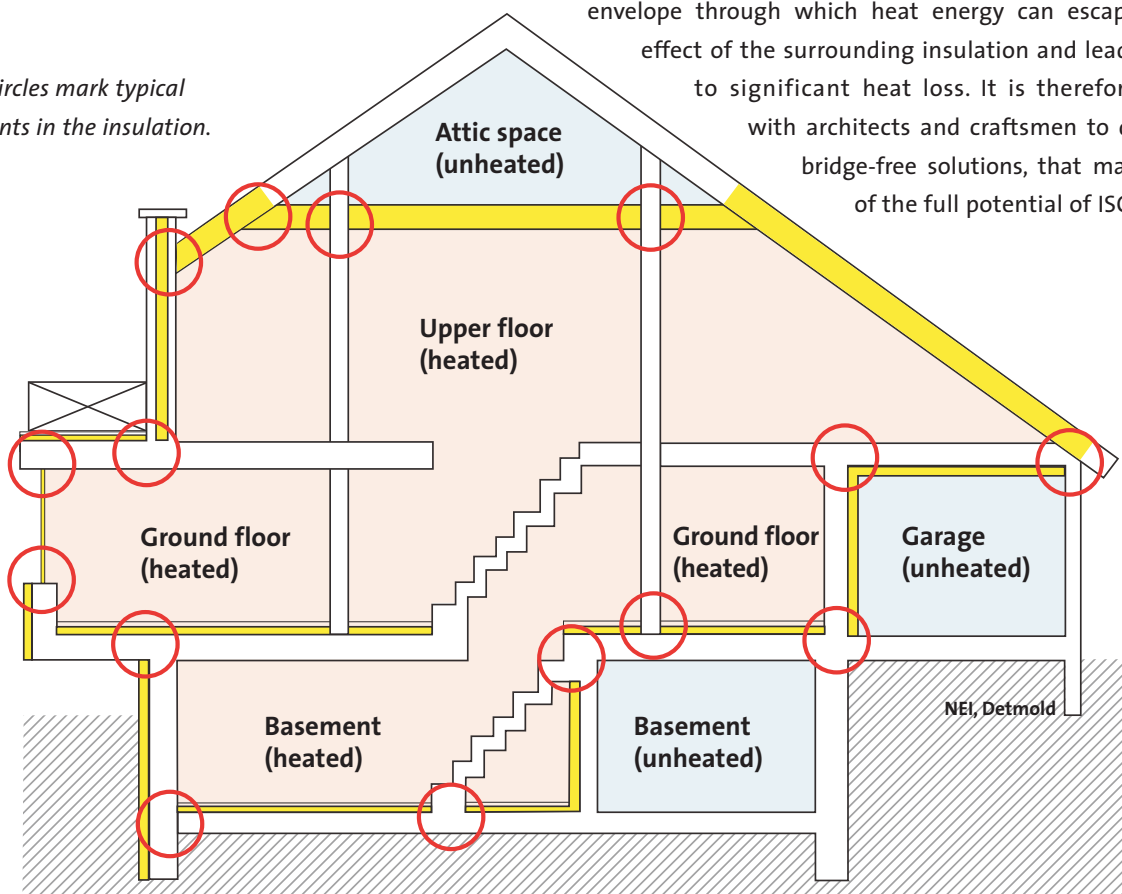 envelope through which heat energy can escap
effect of the surrounding insulation and lead
to significant heat loss. It is therefor
with architects and craftsmen to
bridge-free solutions, that ma
of the full potential of ISO
ircles mark typical
nts in the insulation.
Attic space
(unheated)
Upper floor
(heated)
Ground floor
(heated)
Ground floor
(heated)
Garage
(unheated)
Basement
(heated)
Basement
(unheated)
NEI, Detmold